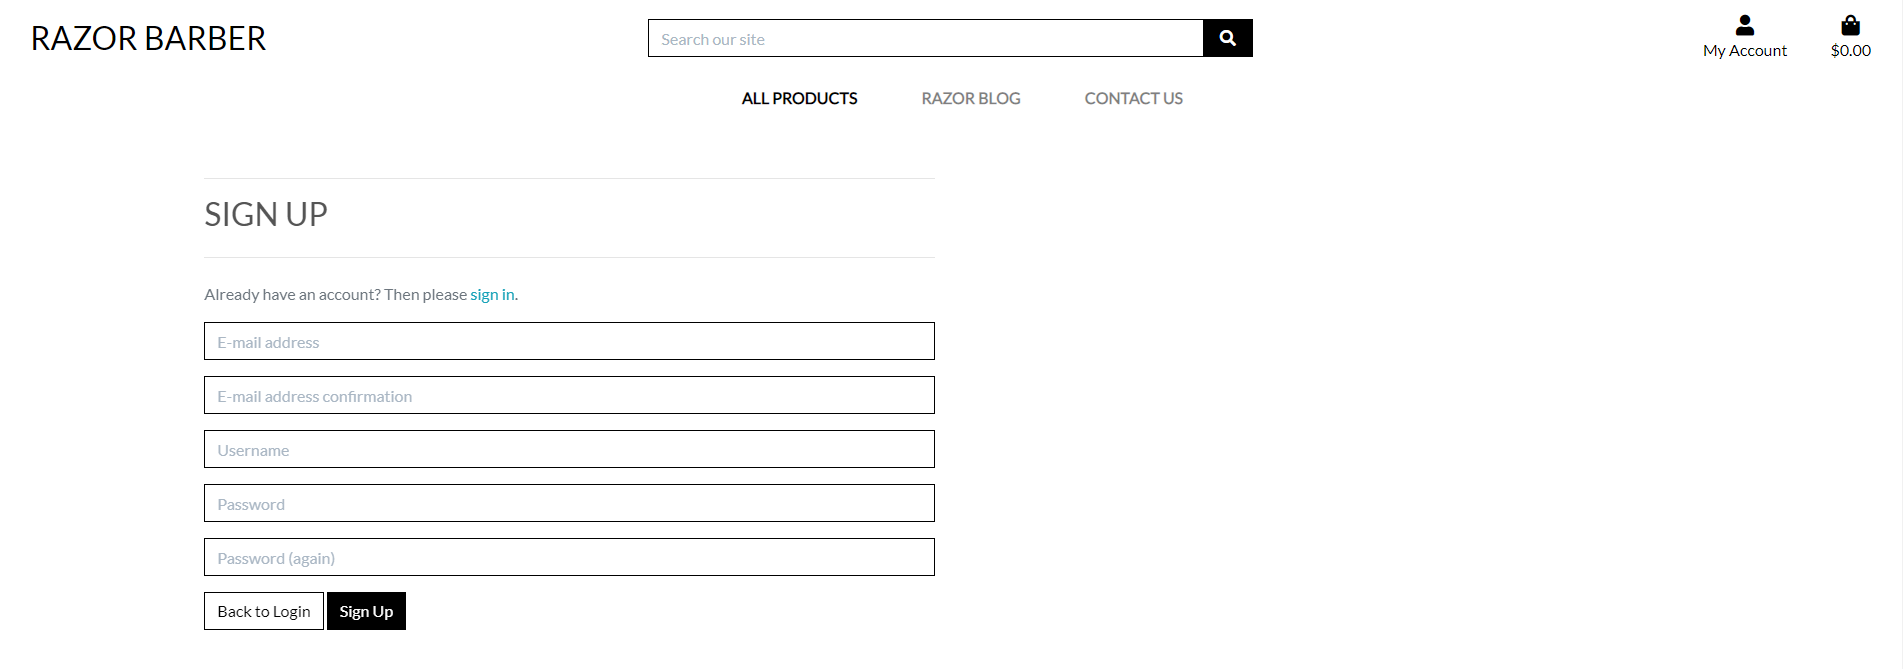 RAZOR BARBER
Search our site
My Account
$0.00
ALL PRODUCTS
RAZOR BLOG
CONTACT US
SIGN UP
Already have an account? Then please sign in.
E-mail address
E-mail address confirmation
Username
Password
Password (again)
Back to Login
Sign Up